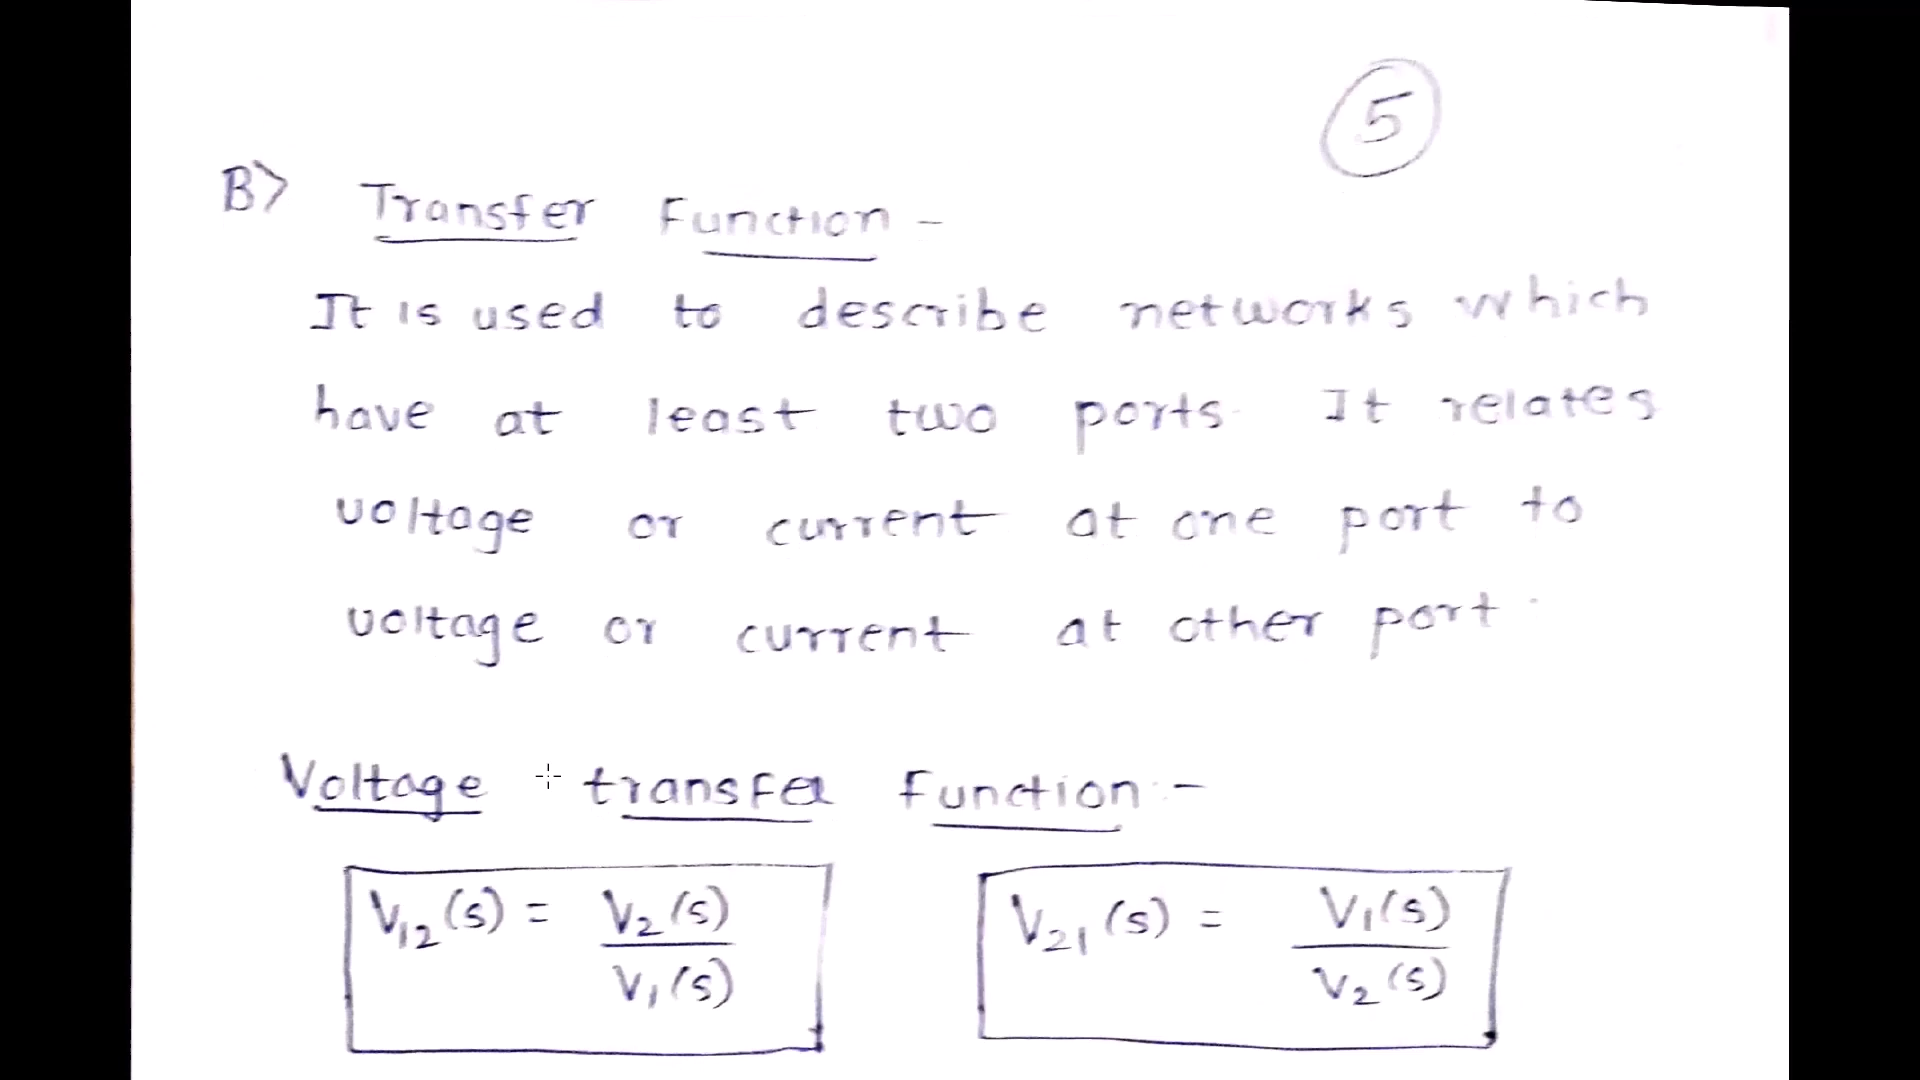 5
B> Transfer Function -
It is used to describe networks which
have at least two ports. It relates
voltage or current at one port to
voltage or current at other port.
Voltage transfer Function :-
V₁₂(s) = V₂(s) / V₁(s)    V₂₁(s) = V₁(s) / V₂(s)